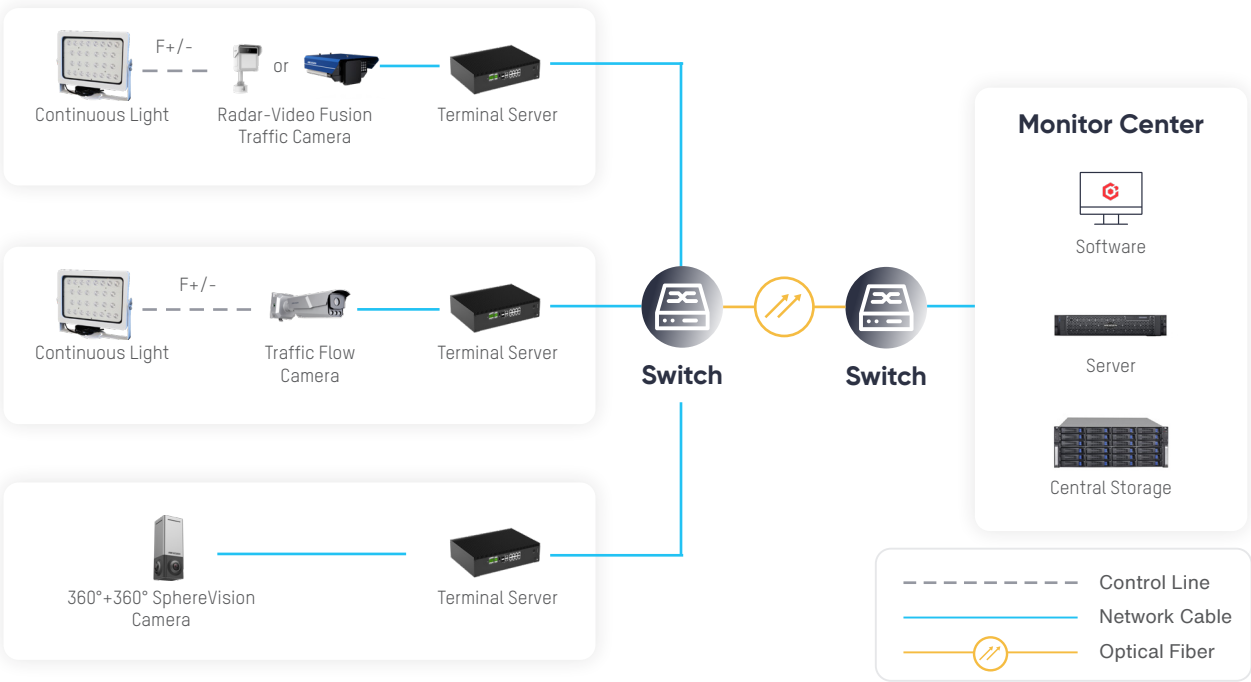 F+/-
or
Continuous Light
Radar-Video Fusion
Traffic Camera
Terminal Server
F+/-
Continuous Light
Traffic Flow
Camera
Terminal Server
360°+360° SphereVision
Camera
Terminal Server
Switch
Switch
Monitor Center
Software
Server
Central Storage
Control Line
Network Cable
Optical Fiber